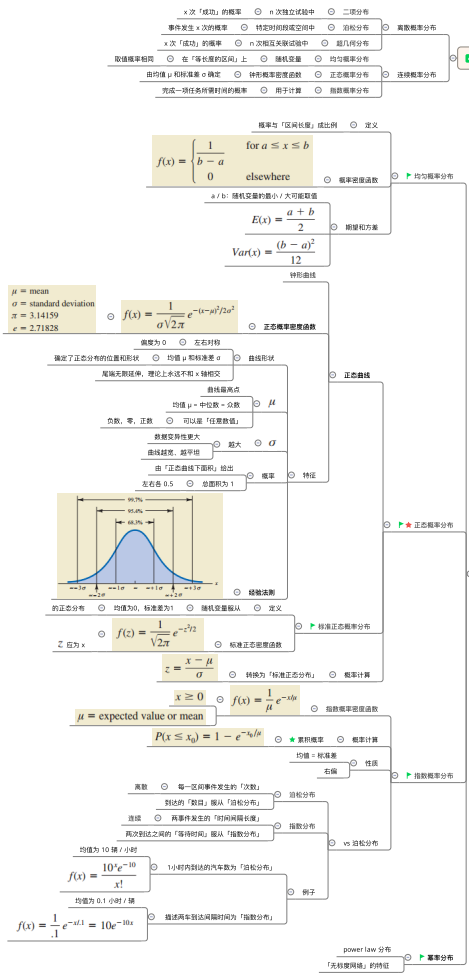 x 次「成功」的概率 n 次独立试验中 二项分布
事件发生 x 次的概率 特定时间段或空间中 泊松分布 离散概率分布
x 次「成功」的概率 n 次相互关联试验中 超几何分布
取值概率相同 在「等长度的区间」上 随机变量 均匀概率分布
由均值 μ 和标准差 σ 确定 钟形概率密度函数 正态概率分布 连续概率分布
完成一项任务所需时间的概率 用于计算 指数概率分布
概率与「区间长度」成比例 定义
f(x) = { 1/(b − a) for a ≤ x ≤ b
0 elsewhere
概率密度函数
均匀概率分布
a / b：随机变量的最小 / 大可能取值
E(x) = (a + b)/2
期望和方差
Var(x) = (b − a)²/12
钟形曲线
μ = mean
σ = standard deviation
π = 3.14159
e = 2.71828
f(x) = 1/(σ√2π) e^−(x−μ)²/2σ²
正态概率密度函数
偏度为 0 左右对称
确定了正态分布的位置和形状 均值 μ 和标准差 σ 曲线形状
尾端无限延伸，理论上永远不和 x 轴相交
正态曲线
曲线最高点
均值 μ = 中位数 = 众数 μ
负数，零，正数 可以是「任意数值」
数据变异性更大
越大 σ
曲线越宽、越平坦
由「正态曲线下面积」给出
概率 特征
左右各 0.5 总面积为 1
99.7%
95.4%
68.3%
经验法则
正态概率分布
的正态分布 均值为0，标准差为1 随机变量服从 定义
标准正态概率分布
z 应为 x f(z) = 1/√2π e^−z²/2 标准正态密度函数
z = (x − μ)/σ 转换为「标准正态分布」 概率计算
x ≥ 0
f(x) = 1/μ e^−x/μ 指数概率密度函数
μ = expected value or mean
P(x ≤ x₀) = 1 − e^−x₀/μ 累积概率 概率计算
均值 = 标准差
性质
右偏
指数概率分布
离散 每一区间事件发生的「次数」
泊松分布
到达的「数目」服从「泊松分布」
连续 两事件发生的「时间间隔长度」
指数分布
两次到达之间的「等待时间」服从「指数分布」
vs 泊松分布
均值为 10 辆 / 小时
f(x) = 10ˣe⁻¹⁰/x! 1小时内到达的汽车数为「泊松分布」
例子
均值为 0.1 小时 / 辆
f(x) = 1/.1 e^−x/.1 = 10e^−10x 描述两车到达间隔时间为「指数分布」
power law 分布
幂率分布
「无标度网络」的特征